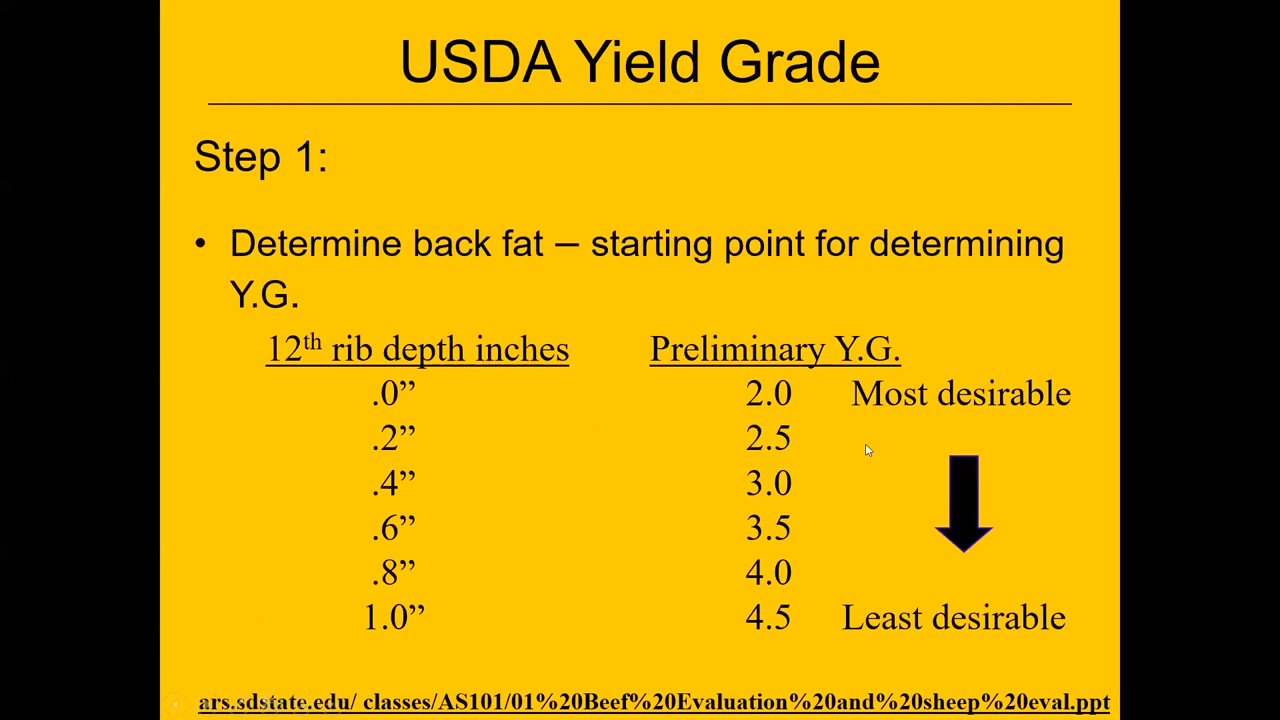 USDA Yield Grade
Step 1:
• Determine back fat – starting point for determining
Y.G.
12th rib depth inches Preliminary Y.G.
.0” 2.0 Most desirable
.2” 2.5
.4” 3.0
.6” 3.5
.8” 4.0
1.0” 4.5 Least desirable
ars.sdstate.edu/ classes/AS101/01%20Beef%20Evaluation%20and%20sheep%20eval.ppt